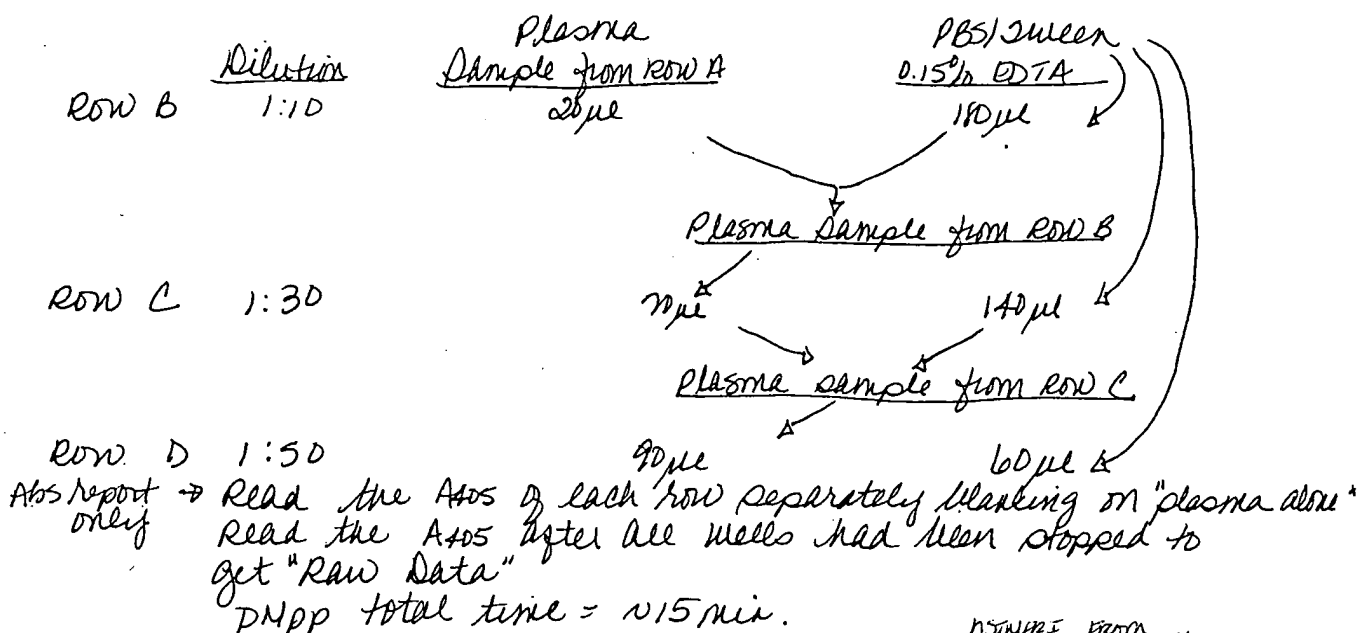 Plasma PBS/Tween
Dilution Sample from Row A 0.15% EDTA
Row B 1:10 20µl 180µl
Plasma Sample from Row B
Row C 1:30 70µl 140µl
Plasma sample from Row C
Row D 1:50 90µl 60µl
Abs report → Read the A405 of each row separately blanking on "plasma alone"
only Read the A405 after all wells had been stopped to
get "Raw Data"
PNPP total time = ~15 min.
FROM